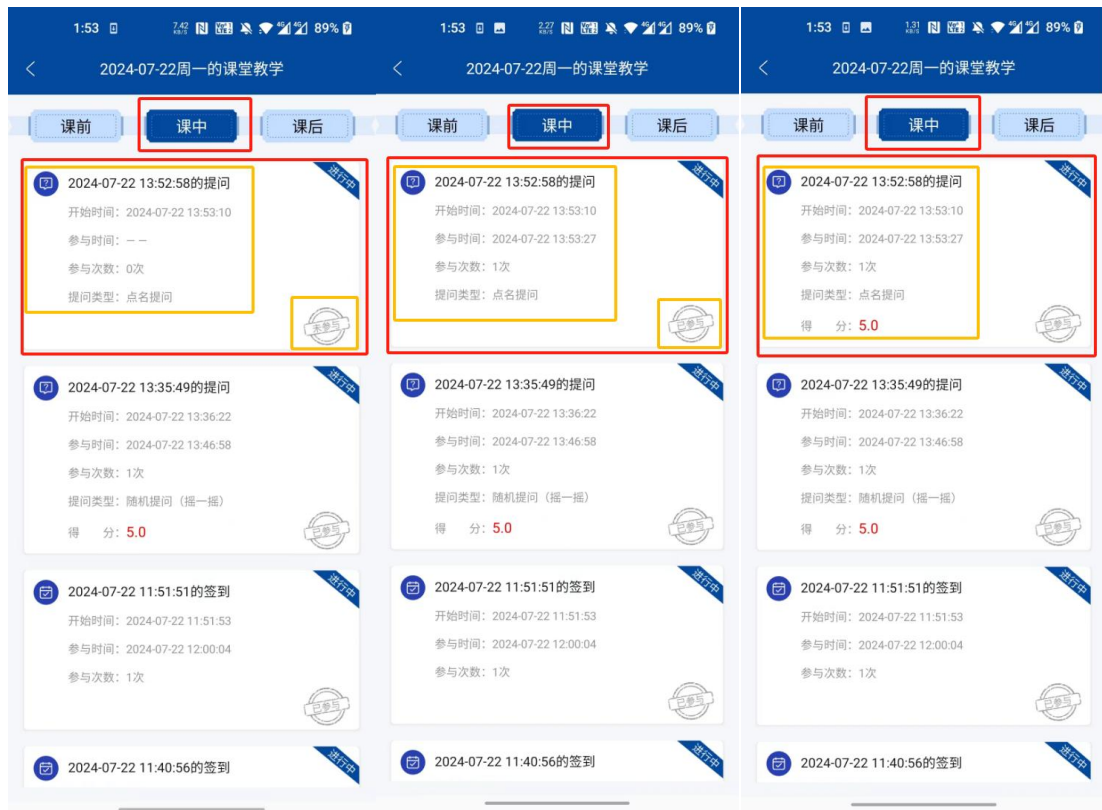 1:53 7.42 KB/S 89%
2024-07-22周一的课堂教学
课前 课中 课后
2024-07-22 13:52:58的提问 进行中
开始时间：2024-07-22 13:53:10
参与时间：— —
参与次数：0次
提问类型：点名提问
未参与
2024-07-22 13:35:49的提问 进行中
开始时间：2024-07-22 13:36:22
参与时间：2024-07-22 13:46:58
参与次数：1次
提问类型：随机提问（摇一摇）
得 分：5.0 已参与
2024-07-22 11:51:51的签到 进行中
开始时间：2024-07-22 11:51:53
参与时间：2024-07-22 12:00:04
参与次数：1次
已参与
2024-07-22 11:40:56的签到 进行中
1:53 2.27 KB/S 89%
2024-07-22周一的课堂教学
课前 课中 课后
2024-07-22 13:52:58的提问 进行中
开始时间：2024-07-22 13:53:10
参与时间：2024-07-22 13:53:27
参与次数：1次
提问类型：点名提问
已参与
2024-07-22 13:35:49的提问 进行中
开始时间：2024-07-22 13:36:22
参与时间：2024-07-22 13:46:58
参与次数：1次
提问类型：随机提问（摇一摇）
得 分：5.0 已参与
2024-07-22 11:51:51的签到 进行中
开始时间：2024-07-22 11:51:53
参与时间：2024-07-22 12:00:04
参与次数：1次
已参与
2024-07-22 11:40:56的签到 进行中
1:53 1.31 KB/S 89%
2024-07-22周一的课堂教学
课前 课中 课后
2024-07-22 13:52:58的提问 进行中
开始时间：2024-07-22 13:53:10
参与时间：2024-07-22 13:53:27
参与次数：1次
提问类型：点名提问
得 分：5.0 已参与
2024-07-22 13:35:49的提问 进行中
开始时间：2024-07-22 13:36:22
参与时间：2024-07-22 13:46:58
参与次数：1次
提问类型：随机提问（摇一摇）
得 分：5.0 已参与
2024-07-22 11:51:51的签到 进行中
开始时间：2024-07-22 11:51:53
参与时间：2024-07-22 12:00:04
参与次数：1次
已参与
2024-07-22 11:40:56的签到 进行中